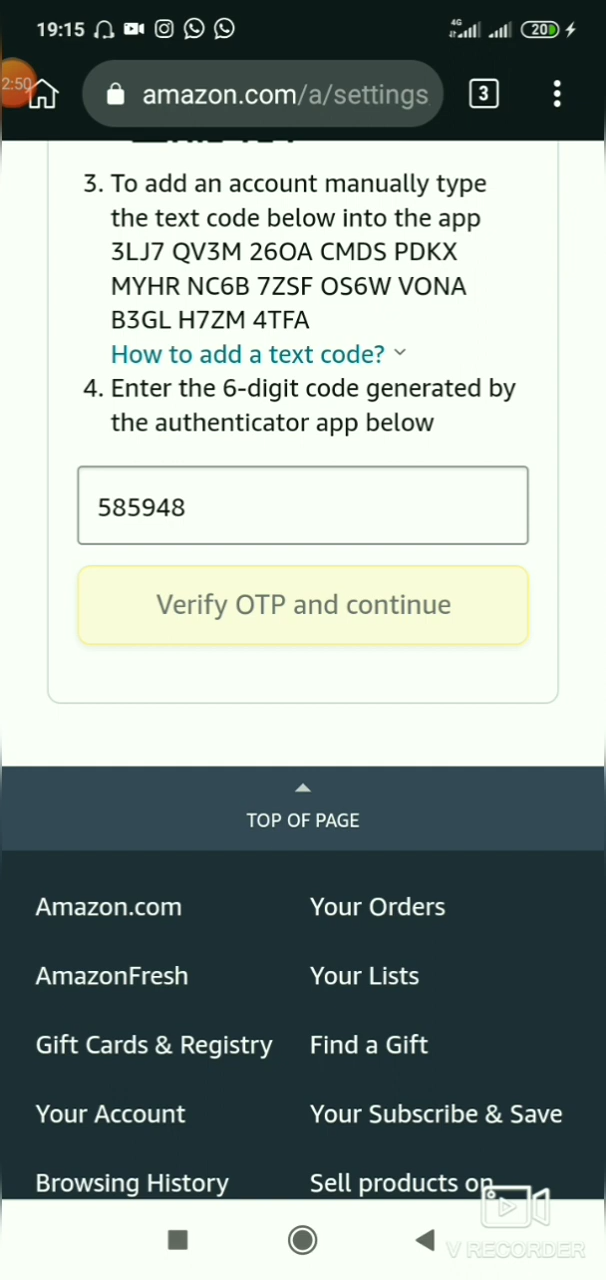 19:15
4G
20
2:50
amazon.com/a/settings
3
3. To add an account manually type
the text code below into the app
3LJ7 QV3M 26OA CMDS PDKX
MYHR NC6B 7ZSF OS6W VONA
B3GL H7ZM 4TFA
How to add a text code?
4. Enter the 6-digit code generated by
the authenticator app below
585948
Verify OTP and continue
TOP OF PAGE
Amazon.com
Your Orders
AmazonFresh
Your Lists
Gift Cards & Registry
Find a Gift
Your Account
Your Subscribe & Save
Browsing History
Sell products on
V RECORDER